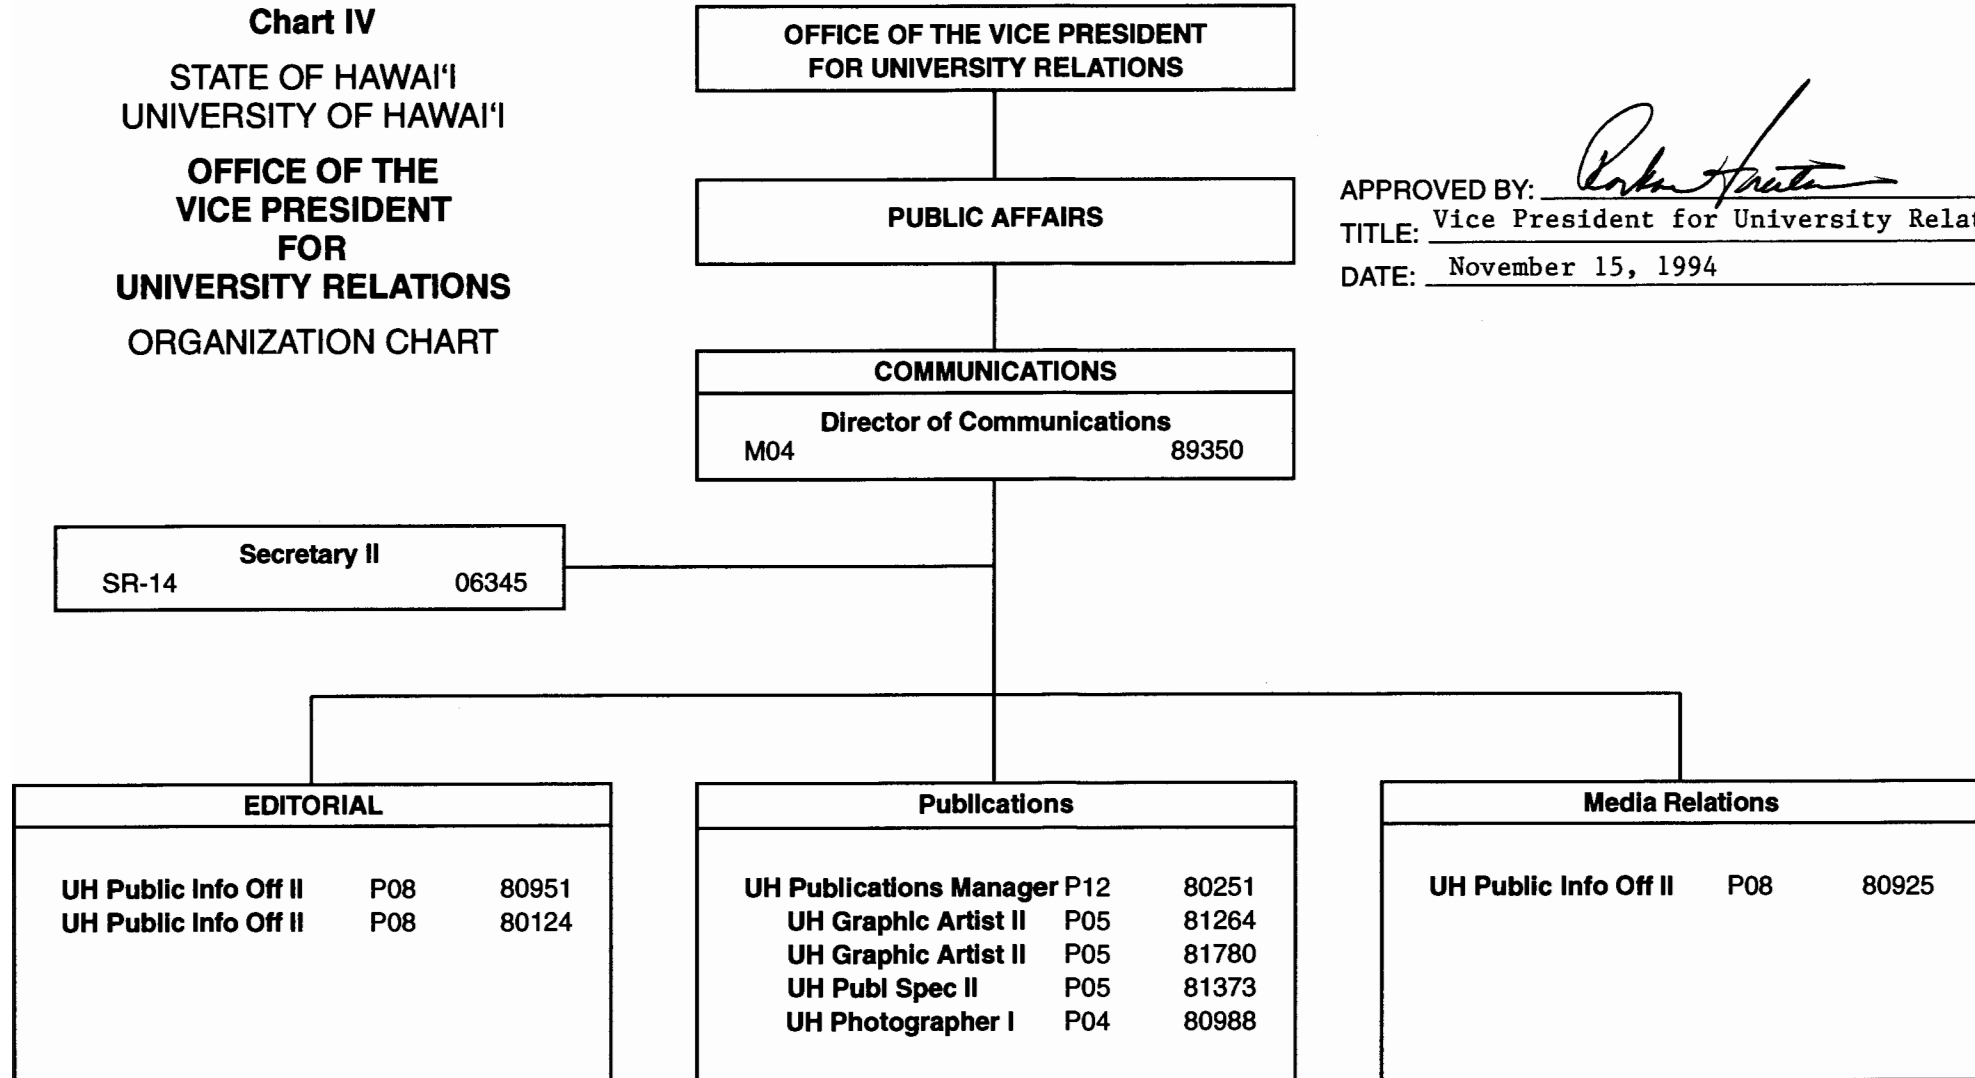 Chart IV
STATE OF HAWAI‘I
UNIVERSITY OF HAWAI‘I
OFFICE OF THE
VICE PRESIDENT
FOR
UNIVERSITY RELATIONS
ORGANIZATION CHART
OFFICE OF THE VICE PRESIDENT
FOR UNIVERSITY RELATIONS
PUBLIC AFFAIRS
APPROVED BY:
TITLE: Vice President for University Relat
DATE: November 15, 1994
COMMUNICATIONS
Director of Communications
M04 89350
Secretary II
SR-14 06345
EDITORIAL
UH Public Info Off II P08 80951
UH Public Info Off II P08 80124
Publications
UH Publications Manager P12 80251
UH Graphic Artist II P05 81264
UH Graphic Artist II P05 81780
UH Publ Spec II P05 81373
UH Photographer I P04 80988
Media Relations
UH Public Info Off II P08 80925